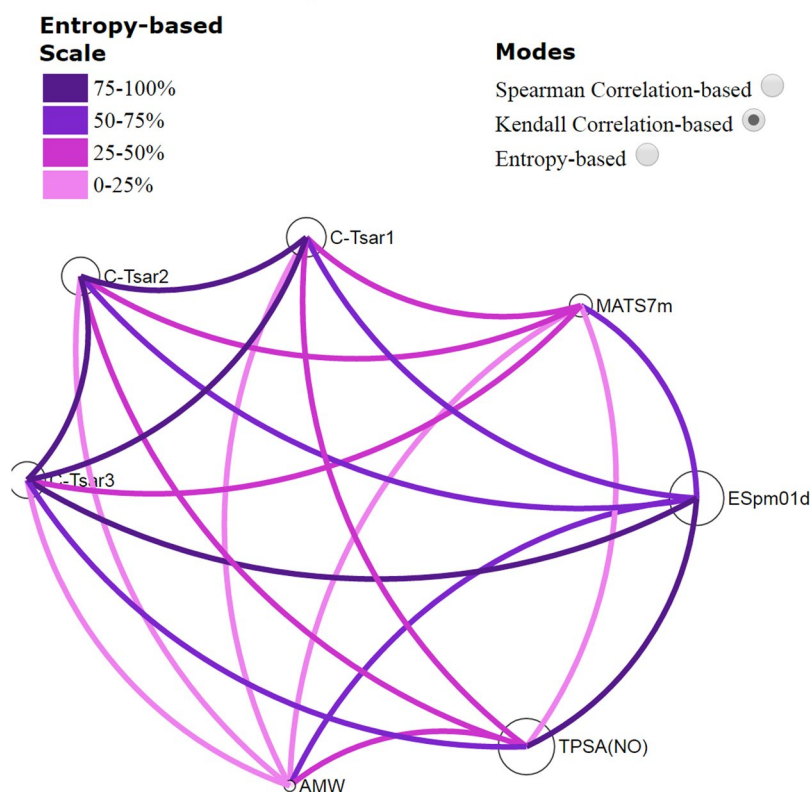 Entropy-based
Scale
75-100%
50-75%
25-50%
0-25%
Modes
Spearman Correlation-based
Kendall Correlation-based
Entropy-based
C-Tsar1
C-Tsar2
MATS7m
C-Tsar3
ESpm01d
TPSA(NO)
AMW